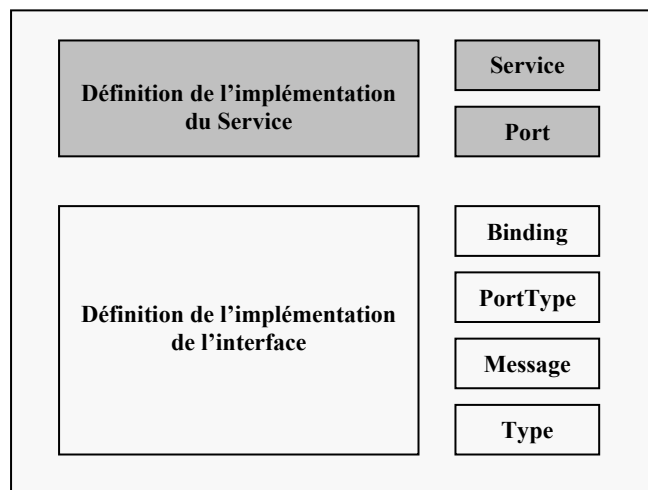 Définition de l’implémentation
du Service
Service
Port
Définition de l’implémentation
de l’interface
Binding
PortType
Message
Type